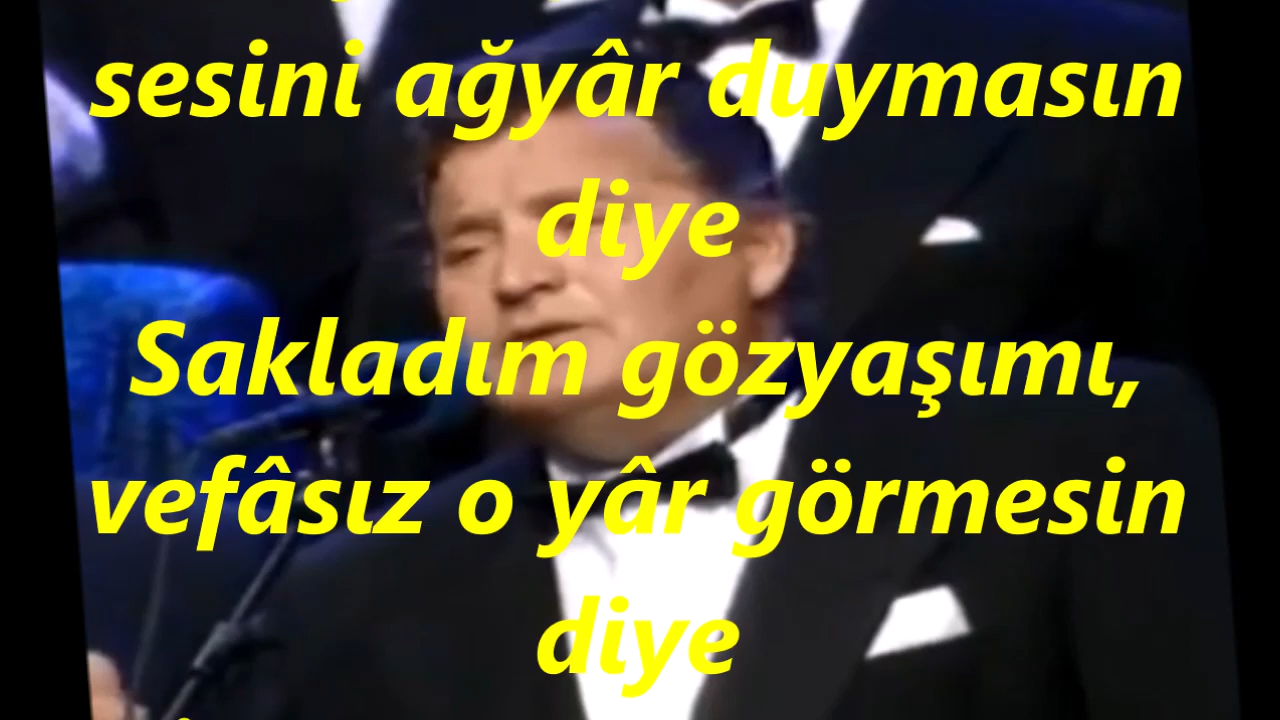 sesini ağyâr duymasın
diye
Sakladım gözyaşımı,
vefâsız o yâr görmesin
diye